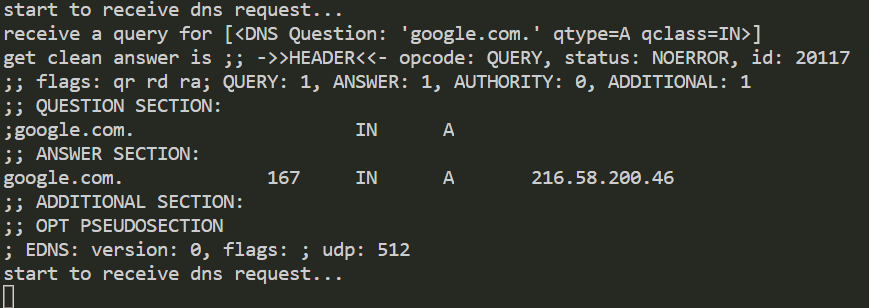 start to receive dns request...
receive a query for [<DNS Question: 'google.com.' qtype=A qclass=IN>]
get clean answer is ;; ->>HEADER<<- opcode: QUERY, status: NOERROR, id: 20117
;; flags: qr rd ra; QUERY: 1, ANSWER: 1, AUTHORITY: 0, ADDITIONAL: 1
;; QUESTION SECTION:
;google.com.                    IN      A
;; ANSWER SECTION:
google.com.             167     IN      A       216.58.200.46
;; ADDITIONAL SECTION:
;; OPT PSEUDOSECTION
; EDNS: version: 0, flags: ; udp: 512
start to receive dns request...